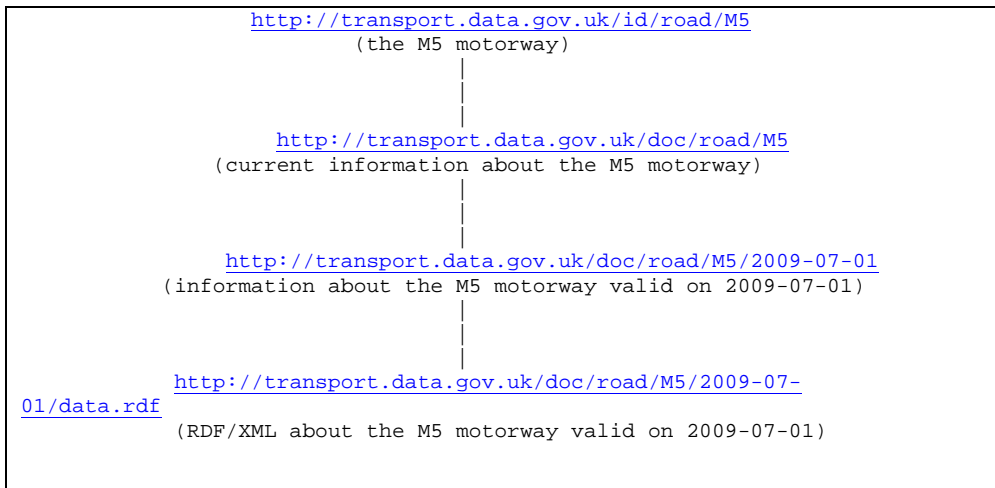 http://transport.data.gov.uk/id/road/M5
(the M5 motorway)
|
|
|
http://transport.data.gov.uk/doc/road/M5
(current information about the M5 motorway)
|
|
|
http://transport.data.gov.uk/doc/road/M5/2009-07-01
(information about the M5 motorway valid on 2009-07-01)
|
|
|
http://transport.data.gov.uk/doc/road/M5/2009-07-
01/data.rdf
(RDF/XML about the M5 motorway valid on 2009-07-01)